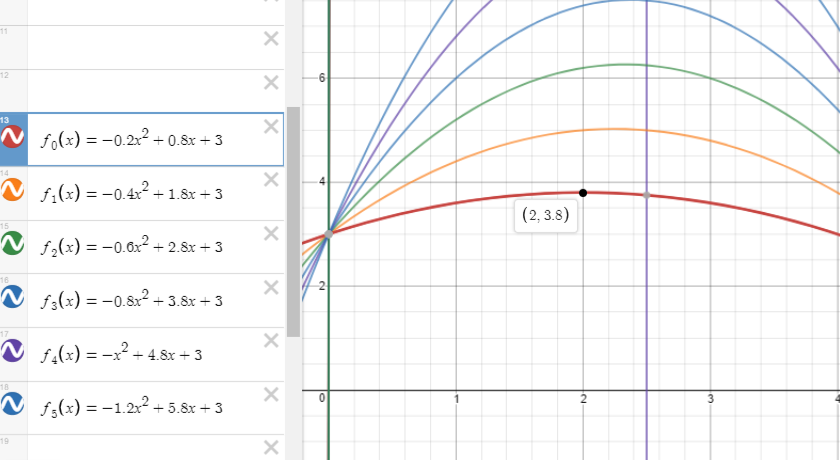 11
12
13
f₀(x) = −0.2x² + 0.8x + 3
14
f₁(x) = −0.4x² + 1.8x + 3
15
f₂(x) = −0.6x² + 2.8x + 3
16
f₃(x) = −0.8x² + 3.8x + 3
17
f₄(x) = −x² + 4.8x + 3
18
f₅(x) = −1.2x² + 5.8x + 3
19
6
4
(2, 3.8)
2
0 1 2 3 4